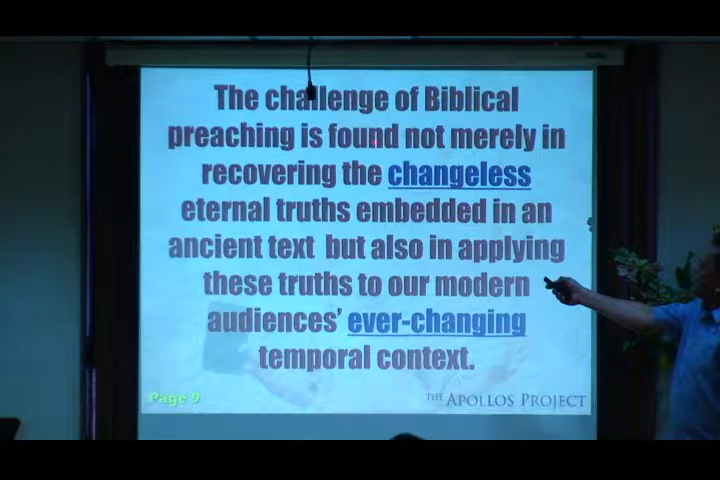 The challenge of Biblical
preaching is found not merely in
recovering the changeless
eternal truths embedded in an
ancient text but also in applying
these truths to our modern
audiences' ever-changing
temporal context.
Page 9
THE APOLLOS PROJECT